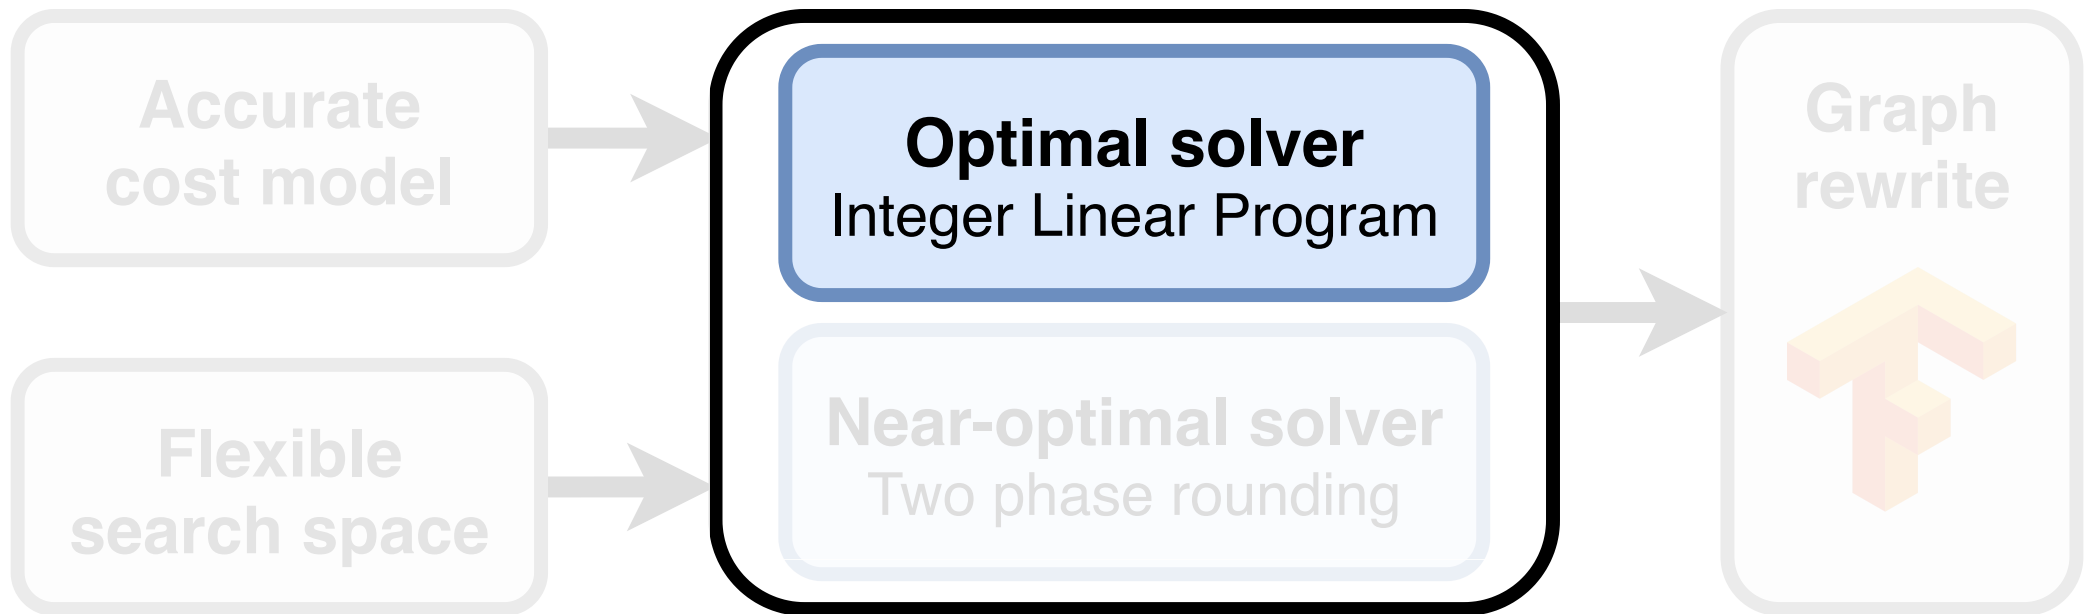 Accurate
cost model
Flexible
search space
Optimal solver
Integer Linear Program
Near-optimal solver
Two phase rounding
Graph
rewrite